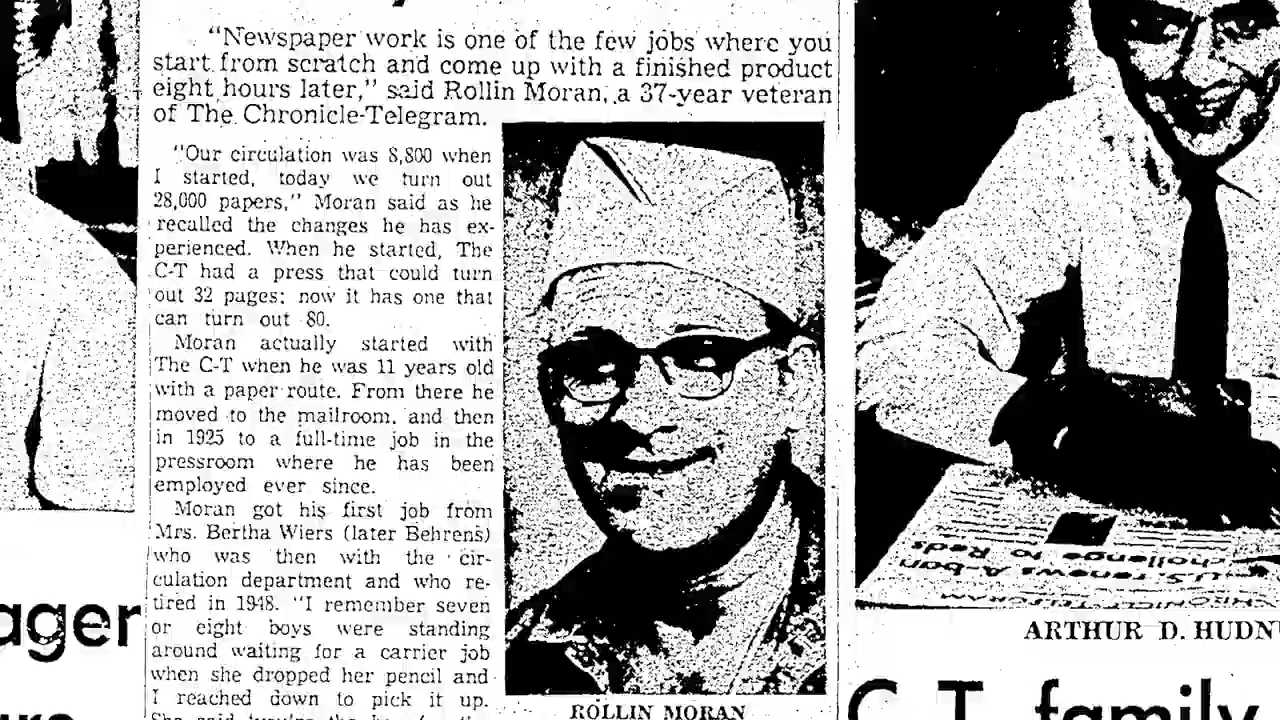 "Newspaper work is one of the few jobs where you
start from scratch and come up with a finished product
eight hours later," said Rollin Moran, a 37-year veteran
of The Chronicle-Telegram.
"Our circulation was 8,800 when
I started, today we turn out
28,000 papers," Moran said as he
recalled the changes he has ex-
perienced. When he started, The
C-T had a press that could turn
out 32 pages; now it has one that
can turn out 80.
Moran actually started with
The C-T when he was 11 years old
with a paper route. From there he
moved to the mailroom, and then
in 1925 to a full-time job in the
pressroom where he has been
employed ever since.
Moran got his first job from
Mrs. Bertha Wiers (later Behrens)
who was then with the cir-
culation department and who re-
tired in 1948. "I remember seven
or eight boys were standing
around waiting for a carrier job
when she dropped her pencil and
I reached down to pick it up.
She said
ROLLIN MORAN
ager
challenge to Reds
U.S. renews A-ban
CHRONICLE-TELEGRAM
ARTHUR D. HUDN
C-T family